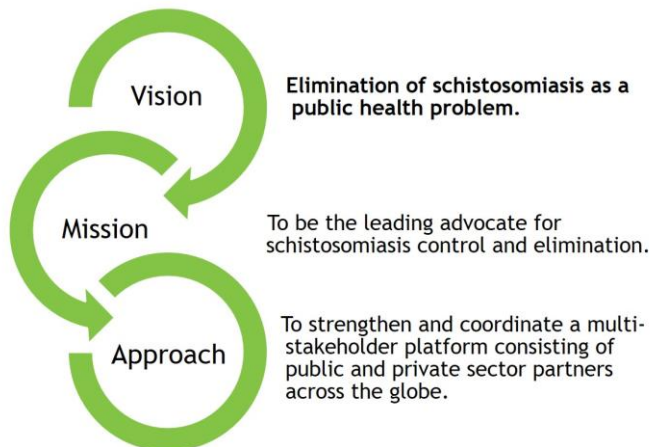 Vision
Elimination of schistosomiasis as a
public health problem.
Mission
To be the leading advocate for
schistosomiasis control and elimination.
Approach
To strengthen and coordinate a multi-
stakeholder platform consisting of
public and private sector partners
across the globe.